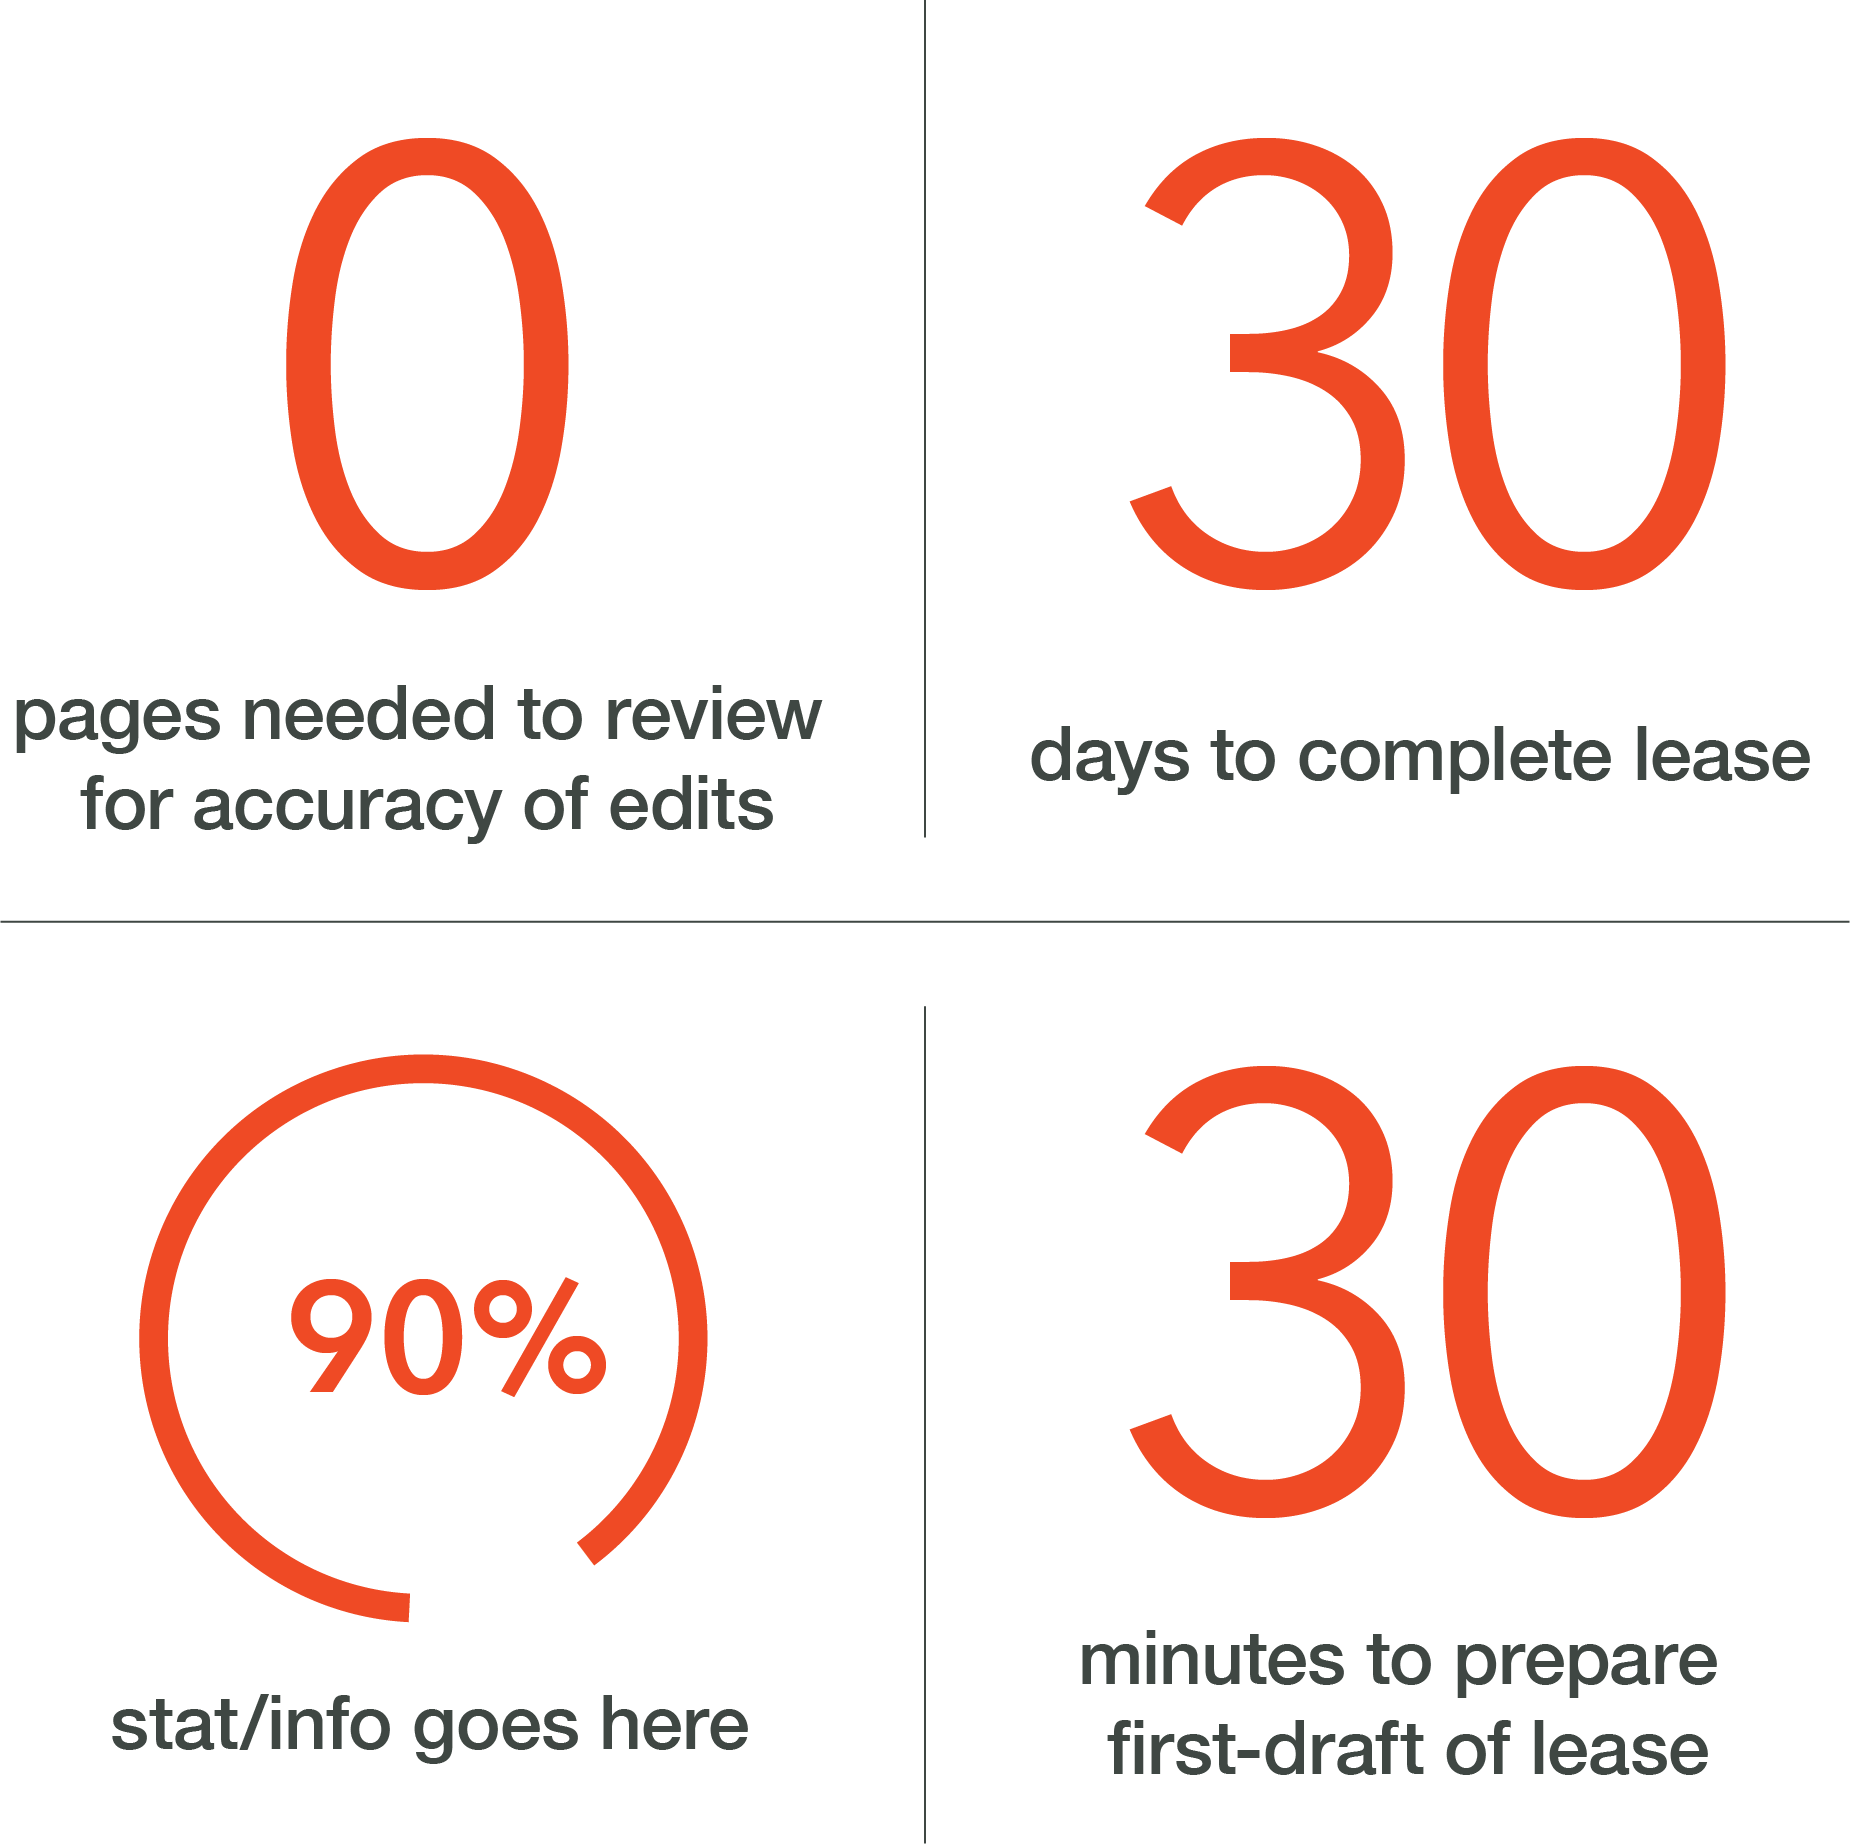 0
pages needed to review
for accuracy of edits
30
days to complete lease
90%
stat/info goes here
30
minutes to prepare
first-draft of lease